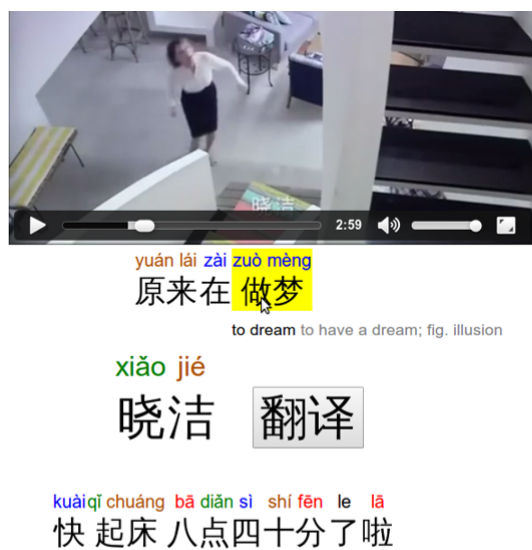 晓洁
2:59
yuán lái zài zuò mèng
原来在 做梦
to dream to have a dream; fig. illusion
xiǎo jié
晓洁 翻译
kuài qǐ chuáng bā diǎn sì shí fēn le lā
快 起床 八点四十分了啦